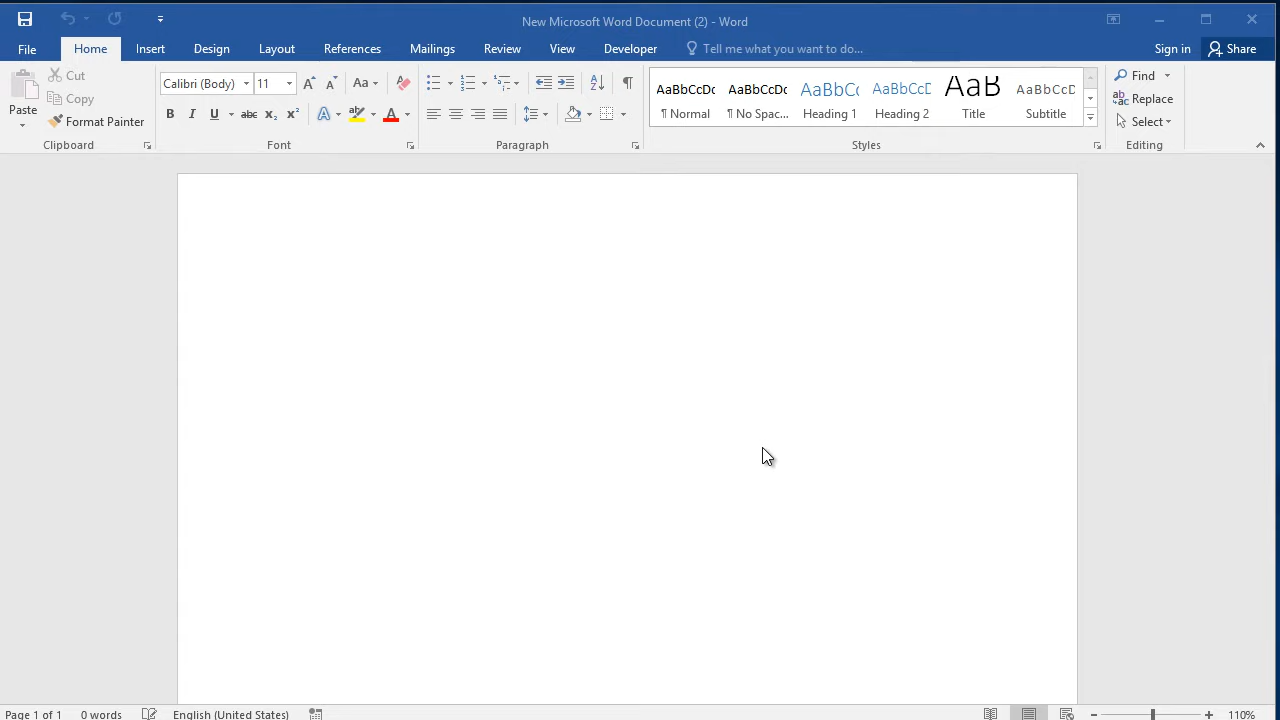 New Microsoft Word Document (2) - Word
File Home Insert Design Layout References Mailings Review View Developer Tell me what you want to do... Sign in Share
Paste
Cut
Copy
Format Painter
Clipboard
Calibri (Body) 11 Aa
B I U abc x₂ x² A A
Font
Paragraph
AaBbCcDc AaBbCcDc AaBbCc AaBbCcD AaB AaBbCcD
¶ Normal ¶ No Spac... Heading 1 Heading 2 Title Subtitle
Styles
Find
Replace
Select
Editing
Page 1 of 1 0 words English (United States) 110%